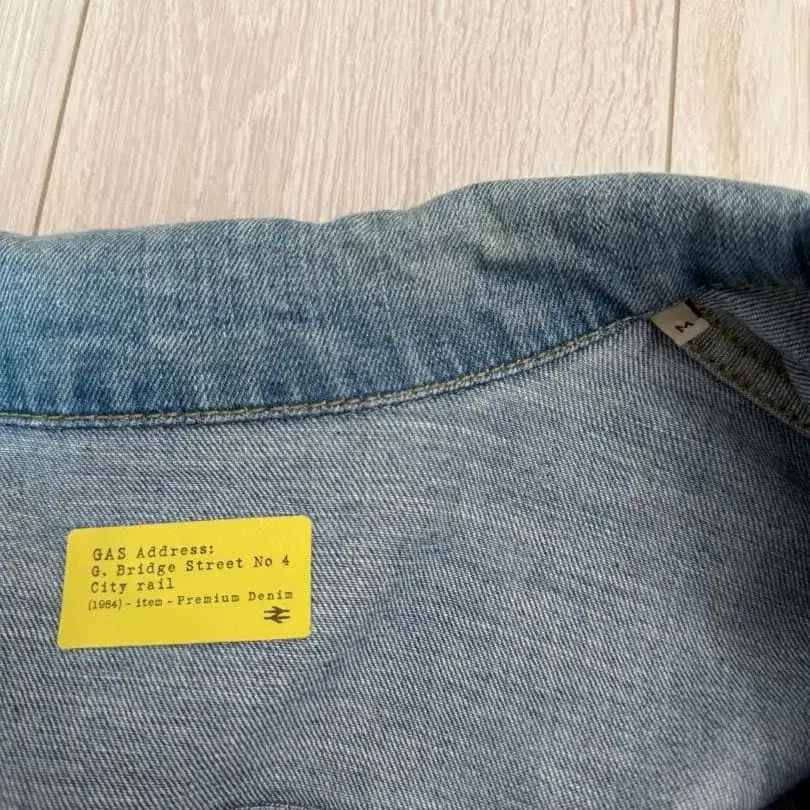 M
GAS Address:
G. Bridge Street No 4
City rail
(1984) - item - Premium Denim